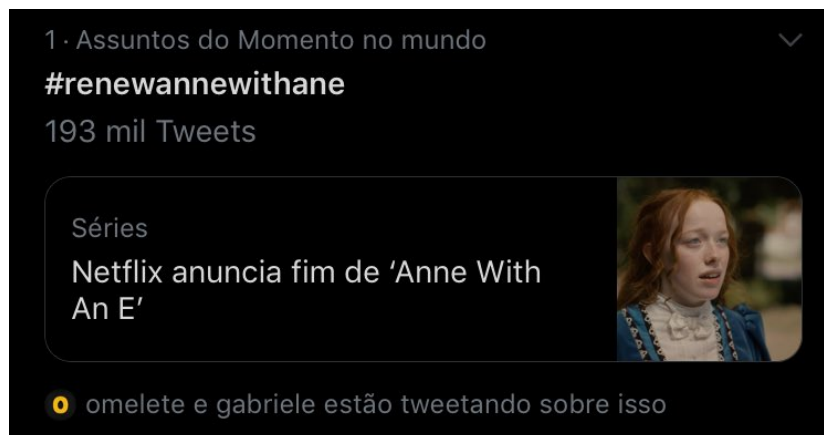 1 · Assuntos do Momento no mundo
#renewannewithane
193 mil Tweets
Séries
Netflix anuncia fim de ‘Anne With
An E’
o omelete e gabriele estão tweetando sobre isso